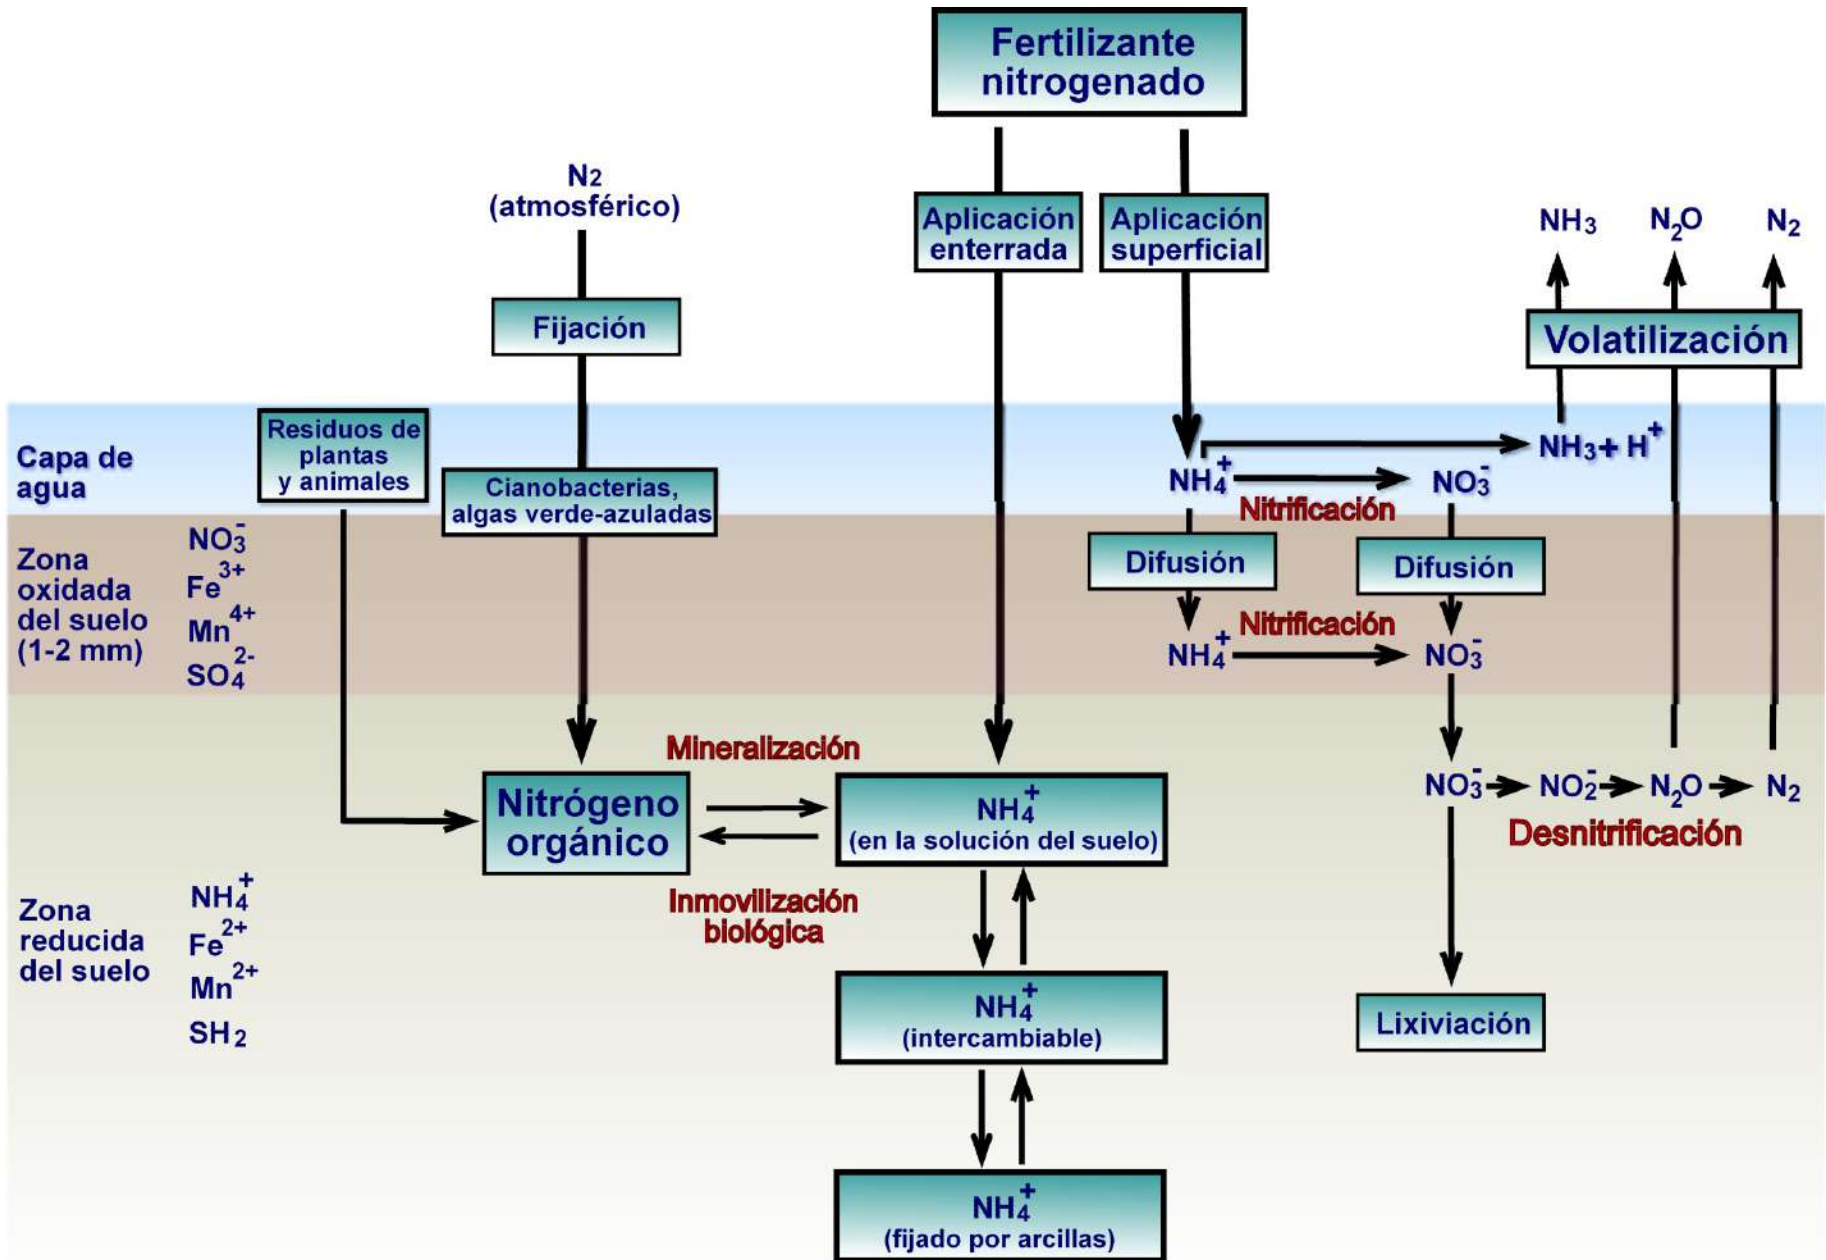 Fertilizante
nitrogenado
N2
(atmosférico)
Aplicación
enterrada
Aplicación
superficial
NH3
N2O
N2
Fijación
Volatilización
Capa de
agua
Residuos de
plantas
y animales
Cianobacterias,
algas verde-azuladas
NH4+
Nitrificación
NO3-
NH3+ H+
Zona
oxidada
del suelo
(1-2 mm)
NO3-
Fe3+
Mn4+
SO42-
Difusión
Difusión
NH4+
Nitrificación
NO3-
Mineralización
Nitrógeno
orgánico
NH4+
(en la solución del suelo)
Inmovilización
biológica
NO3-
NO2-
N2O
N2
Desnitrificación
Zona
reducida
del suelo
NH4+
Fe2+
Mn2+
SH2
NH4+
(intercambiable)
Lixiviación
NH4+
(fijado por arcillas)